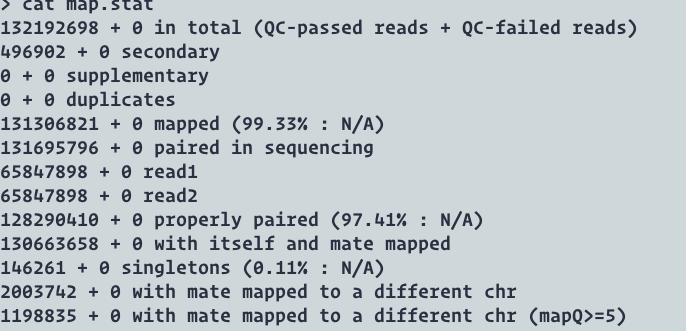 > cat map.stat
132192698 + 0 in total (QC-passed reads + QC-failed reads)
496902 + 0 secondary
0 + 0 supplementary
0 + 0 duplicates
131306821 + 0 mapped (99.33% : N/A)
131695796 + 0 paired in sequencing
65847898 + 0 read1
65847898 + 0 read2
128290410 + 0 properly paired (97.41% : N/A)
130663658 + 0 with itself and mate mapped
146261 + 0 singletons (0.11% : N/A)
2003742 + 0 with mate mapped to a different chr
1198835 + 0 with mate mapped to a different chr (mapQ>=5)